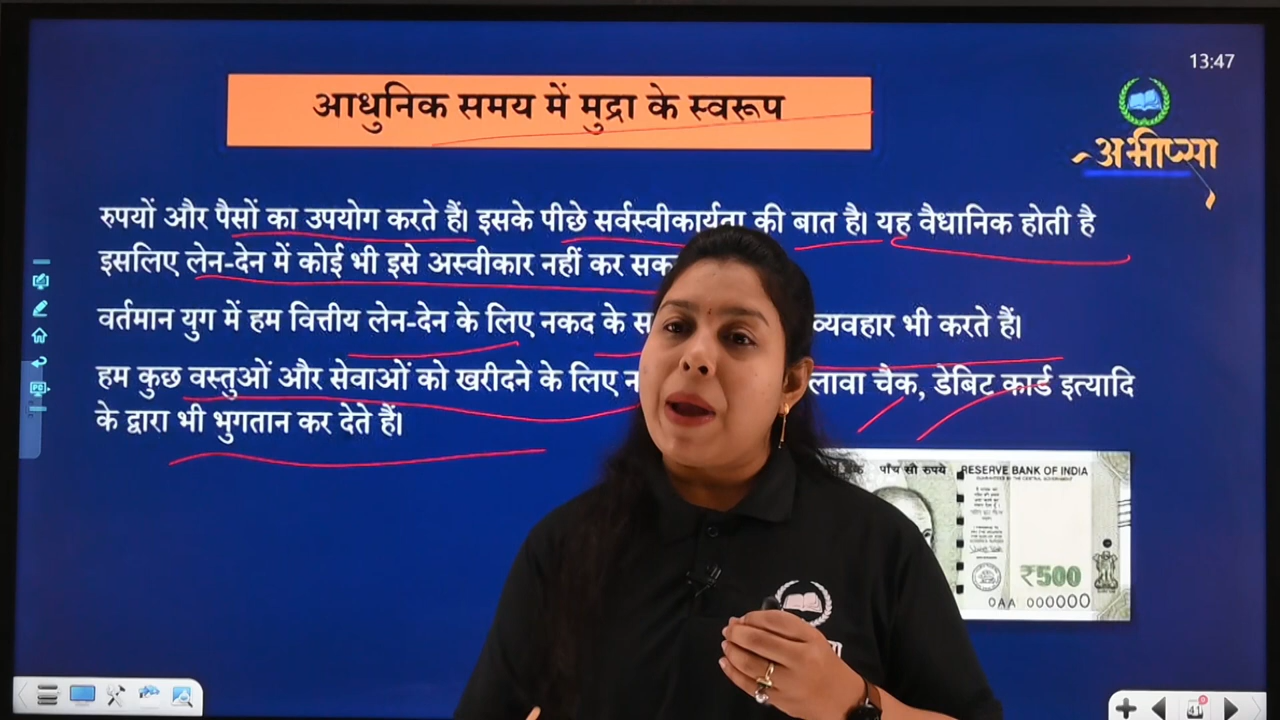 13:47
आधुनिक समय में मुद्रा के स्वरूप
अभीप्सा
रुपयों और पैसों का उपयोग करते हैं। इसके पीछे सर्वस्वीकार्यता की बात है। यह वैधानिक होती है
इसलिए लेन-देन में कोई भी इसे अस्वीकार नहीं कर
वर्तमान युग में हम वित्तीय लेन-देन के लिए नकद के व्यवहार भी करते हैं।
हम कुछ वस्तुओं और सेवाओं को खरीदने के लिए चैक, डेबिट कार्ड इत्यादि
के द्वारा भी भुगतान कर देते हैं।
पाँच सौ रुपये RESERVE BANK OF INDIA
₹500
0AA 000000